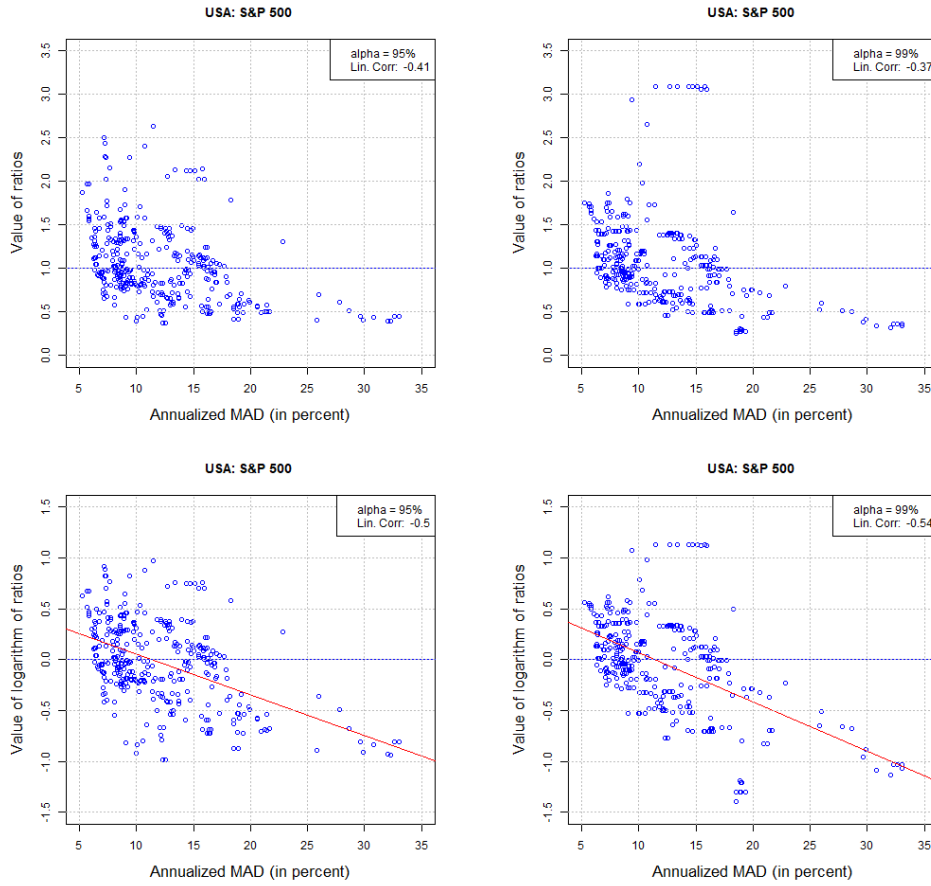 USA: S&P 500
alpha = 95%
Lin. Corr: -0.41
Value of ratios
3.5
3.0
2.5
2.0
1.5
1.0
0.5
0.0
5 10 15 20 25 30 35
Annualized MAD (in percent)
USA: S&P 500
alpha = 99%
Lin. Corr: -0.37
Value of ratios
3.5
3.0
2.5
2.0
1.5
1.0
0.5
0.0
5 10 15 20 25 30 35
Annualized MAD (in percent)
USA: S&P 500
alpha = 95%
Lin. Corr: -0.5
Value of logarithm of ratios
1.5
1.0
0.5
0.0
-0.5
-1.0
-1.5
5 10 15 20 25 30 35
Annualized MAD (in percent)
USA: S&P 500
alpha = 99%
Lin. Corr: -0.54
Value of logarithm of ratios
1.5
1.0
0.5
0.0
-0.5
-1.0
-1.5
5 10 15 20 25 30 35
Annualized MAD (in percent)